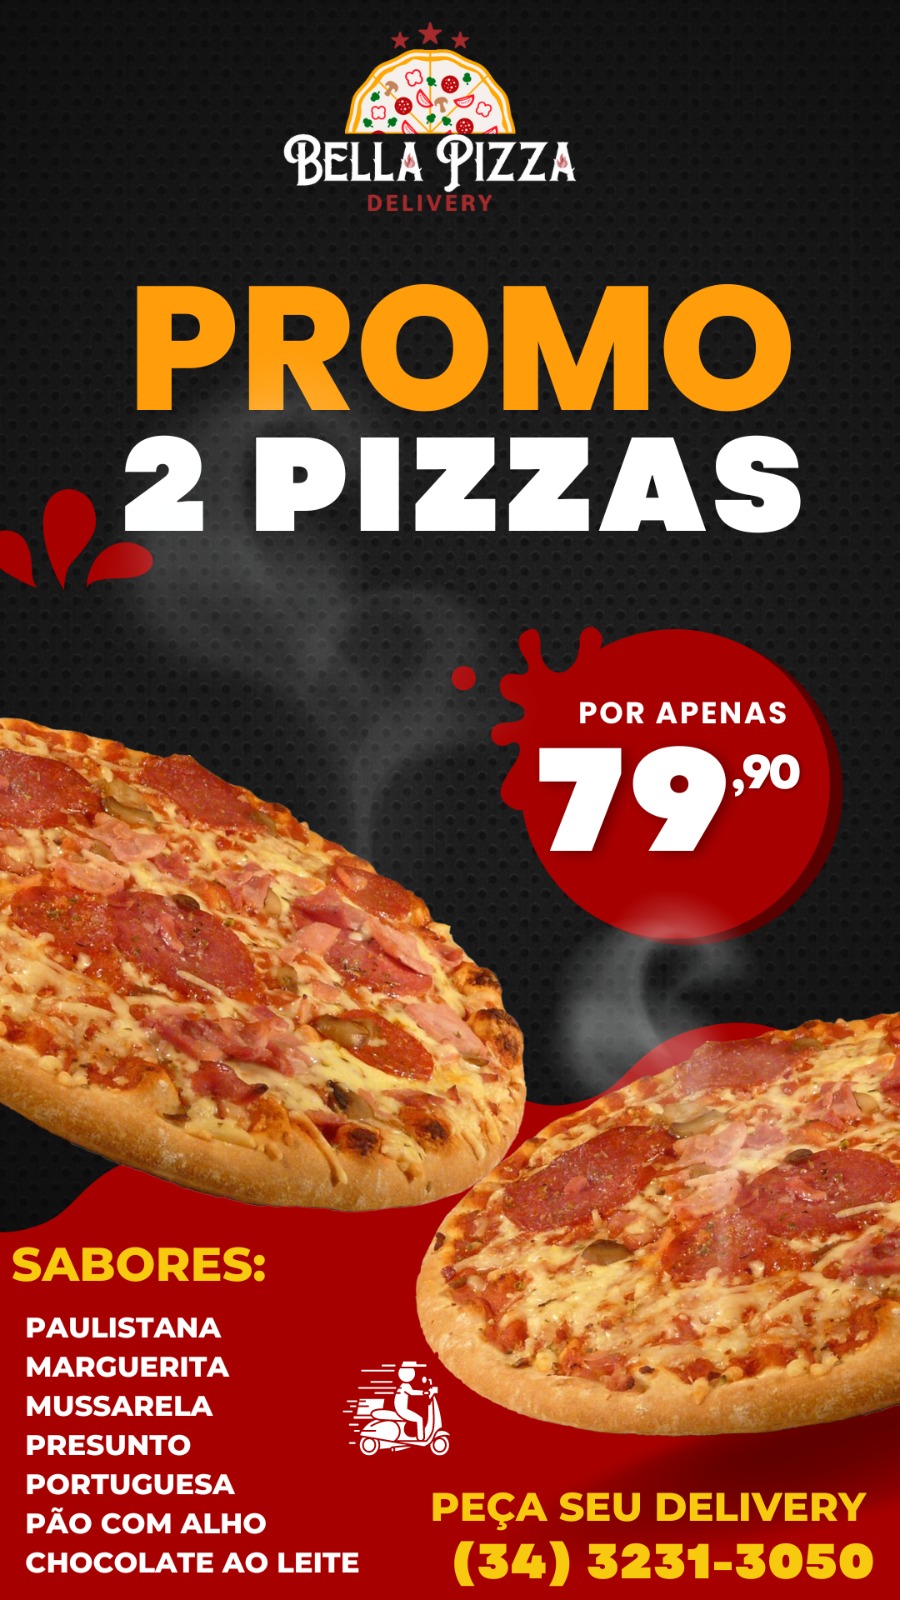 BELLA PIZZA
DELIVERY
PROMO
2 PIZZAS
POR APENAS
79,90
SABORES:
PAULISTANA
MARGUERITA
MUSSARELA
PRESUNTO
PORTUGUESA
PÃO COM ALHO
CHOCOLATE AO LEITE
PEÇA SEU DELIVERY
(34) 3231-3050